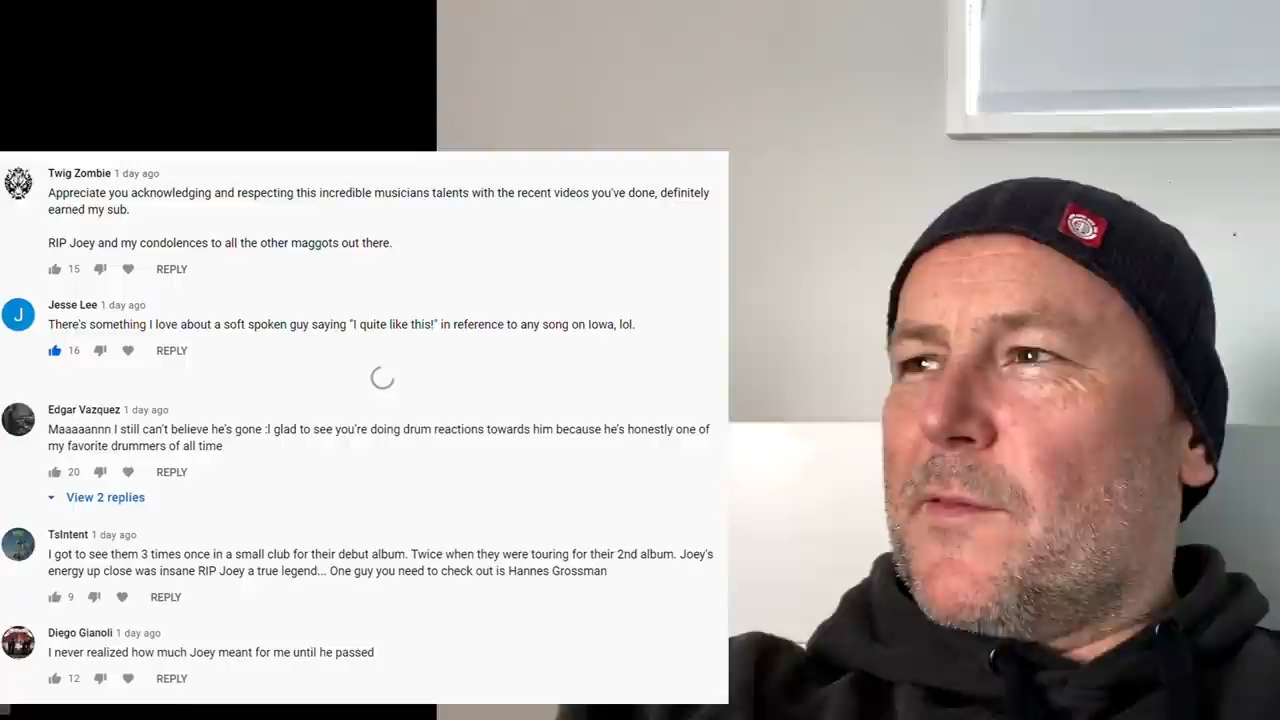 Twig Zombie 1 day ago
Appreciate you acknowledging and respecting this incredible musicians talents with the recent videos you've done, definitely
earned my sub.
RIP Joey and my condolences to all the other maggots out there.
15 REPLY
J
Jesse Lee 1 day ago
There's something I love about a soft spoken guy saying "I quite like this!" in reference to any song on Iowa, lol.
16 REPLY
Edgar Vazquez 1 day ago
Maaaaannn I still can't believe he's gone :l glad to see you're doing drum reactions towards him because he's honestly one of
my favorite drummers of all time
20 REPLY
View 2 replies
TsIntent 1 day ago
I got to see them 3 times once in a small club for their debut album. Twice when they were touring for their 2nd album. Joey's
energy up close was insane RIP Joey a true legend... One guy you need to check out is Hannes Grossman
9 REPLY
Diego Gianoli 1 day ago
I never realized how much Joey meant for me until he passed
12 REPLY